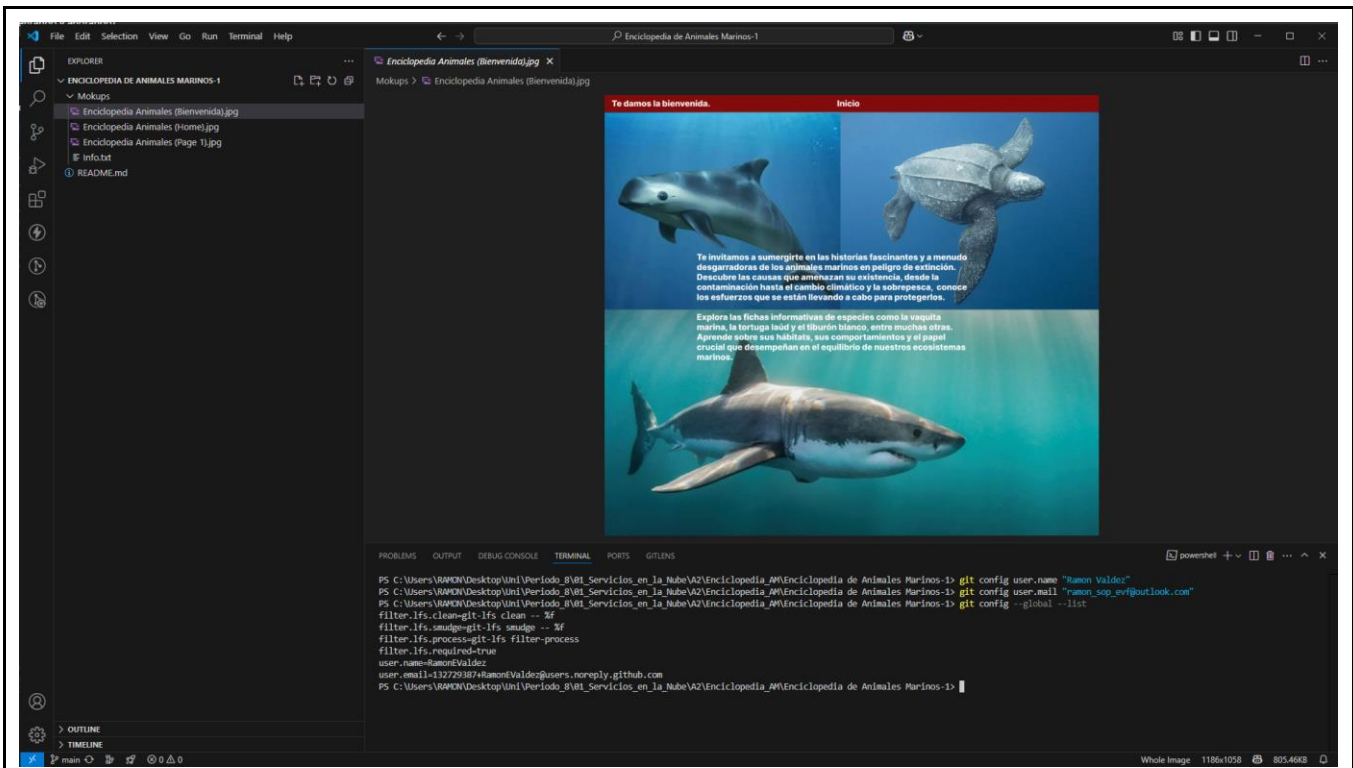 File Edit Selection View Go Run Terminal Help
Enciclopedia de Animales Marinos-1
EXPLORER
ENCICLOPEDIA DE ANIMALES MARINOS-1
Mokups
Enciclopedia Animales (Bienvenida).jpg
Enciclopedia Animales (Home).jpg
Enciclopedia Animales (Page 1).jpg
Info.txt
README.md
Enciclopedia Animales (Bienvenida).jpg
Mokups > Enciclopedia Animales (Bienvenida).jpg
Te damos la bienvenida. Inicio
Te invitamos a sumergirte en las historias fascinantes y a menudo
desgarradoras de los animales marinos en peligro de extinción.
Descubre las causas que amenazan su existencia, desde la
contaminación hasta el cambio climático y la sobrepesca, conoce
los esfuerzos que se están llevando a cabo para protegerlos.
Explora las fichas informativas de especies como la vaquita
marina, la tortuga laúd y el tiburón blanco, entre muchas otras.
Aprende sobre sus hábitats, sus comportamientos y el papel
crucial que desempeñan en el equilibrio de nuestros ecosistemas
marinos.
PROBLEMS OUTPUT DEBUG CONSOLE TERMINAL PORTS GITLENS
powershell
PS C:\Users\RAMON\Desktop\Uni\Periodo_8\01_Servicios_en_la_Nube\A2\Enciclopedia_AM\Enciclopedia de Animales Marinos-1> git config user.name "Ramon Valdez"
PS C:\Users\RAMON\Desktop\Uni\Periodo_8\01_Servicios_en_la_Nube\A2\Enciclopedia_AM\Enciclopedia de Animales Marinos-1> git config user.mail "ramon_sop_evf@outlook.com"
PS C:\Users\RAMON\Desktop\Uni\Periodo_8\01_Servicios_en_la_Nube\A2\Enciclopedia_AM\Enciclopedia de Animales Marinos-1> git config --global --list
filter.lfs.clean=git-lfs clean -- %f
filter.lfs.smudge=git-lfs smudge -- %f
filter.lfs.process=git-lfs filter-process
filter.lfs.required=true
user.name=RamonEValdez
user.email=132729387+RamonEValdez@users.noreply.github.com
PS C:\Users\RAMON\Desktop\Uni\Periodo_8\01_Servicios_en_la_Nube\A2\Enciclopedia_AM\Enciclopedia de Animales Marinos-1>
OUTLINE
TIMELINE
main 0 0 Whole Image 1186x1058 805.46KB